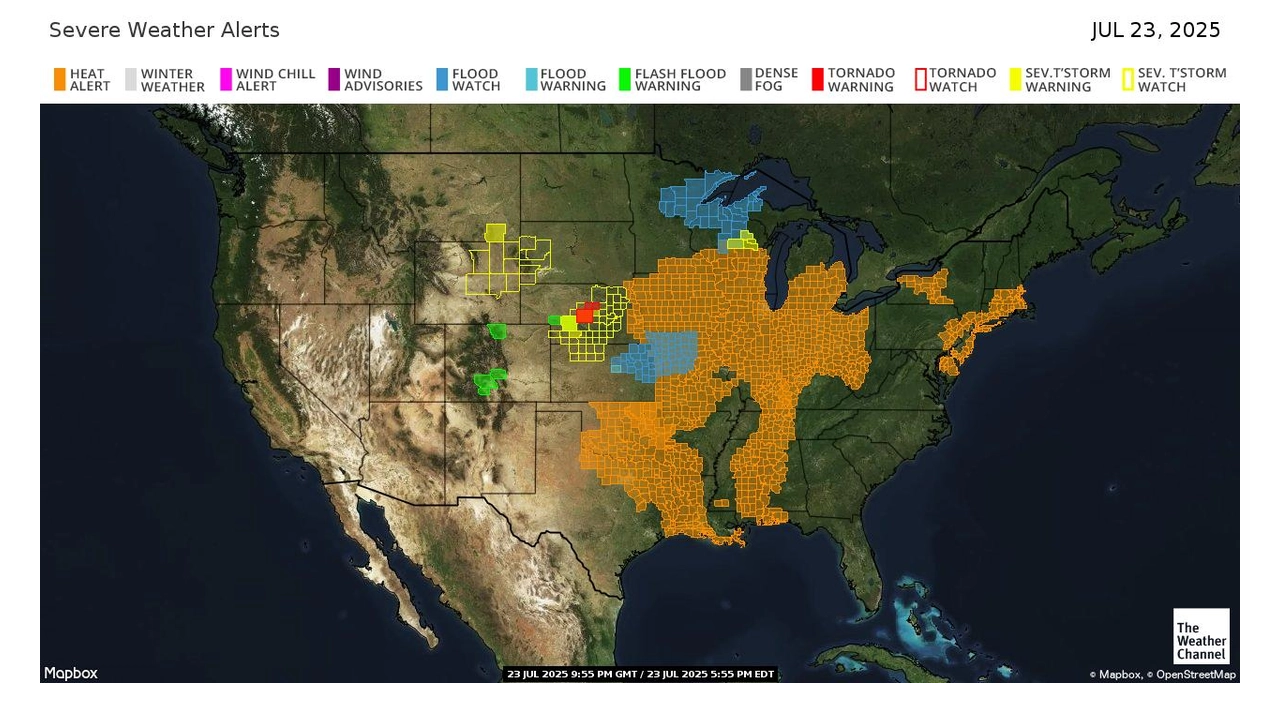 Severe Weather Alerts
JUL 23, 2025
HEAT ALERT
WINTER WEATHER
WIND CHILL ALERT
WIND ADVISORIES
FLOOD WATCH
FLOOD WARNING
FLASH FLOOD WARNING
DENSE FOG
TORNADO WARNING
TORNADO WATCH
SEV.T'STORM WARNING
SEV. T'STORM WATCH
The
Weather
Channel
Mapbox
23 JUL 2025 9:55 PM GMT / 23 JUL 2025 5:55 PM EDT
© Mapbox, © OpenStreetMap